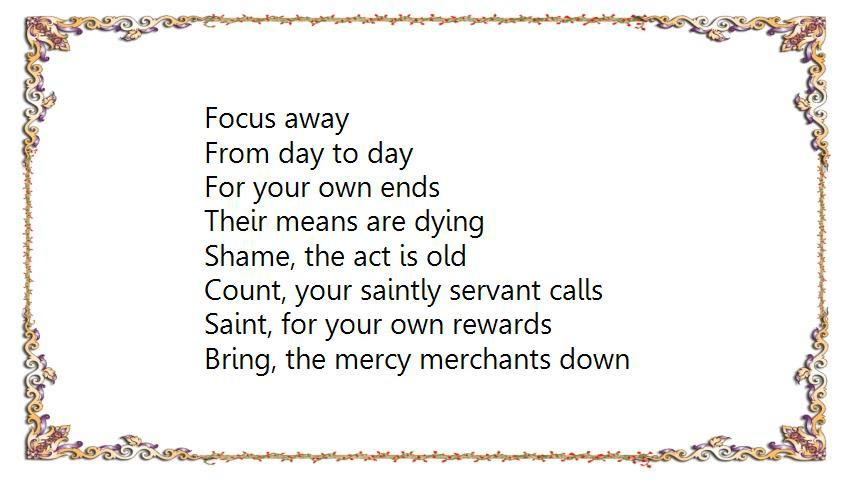 Focus away
From day to day
For your own ends
Their means are dying
Shame, the act is old
Count, your saintly servant calls
Saint, for your own rewards
Bring, the mercy merchants down